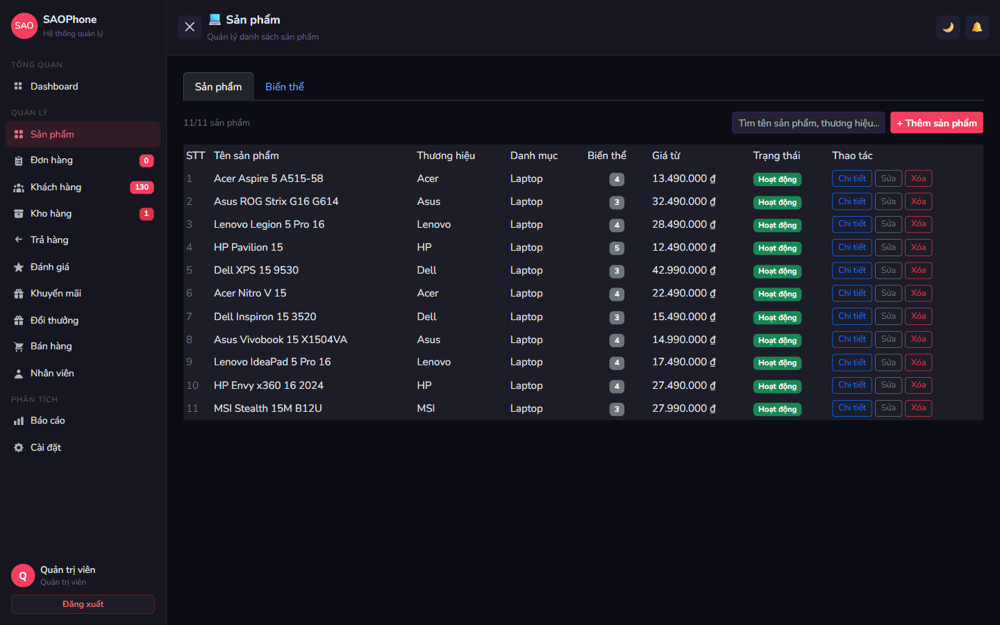 SAO
SAOPhone
Hệ thống quản lý
TỔNG QUAN
Dashboard
QUẢN LÝ
Sản phẩm
Đơn hàng 0
Khách hàng 130
Kho hàng 1
Trả hàng
Đánh giá
Khuyến mãi
Đổi thưởng
Bán hàng
Nhân viên
PHÂN TÍCH
Báo cáo
Cài đặt
Q
Quản trị viên
Quản trị viên
Đăng xuất
Sản phẩm
Quản lý danh sách sản phẩm
Sản phẩm Biến thể
11/11 sản phẩm Tìm tên sản phẩm, thương hiệu... + Thêm sản phẩm
STT Tên sản phẩm Thương hiệu Danh mục Biến thể Giá từ Trạng thái Thao tác
1 Acer Aspire 5 A515-58 Acer Laptop 4 13.490.000 ₫ Hoạt động Chi tiết Sửa Xóa
2 Asus ROG Strix G16 G614 Asus Laptop 3 32.490.000 ₫ Hoạt động Chi tiết Sửa Xóa
3 Lenovo Legion 5 Pro 16 Lenovo Laptop 4 28.490.000 ₫ Hoạt động Chi tiết Sửa Xóa
4 HP Pavilion 15 HP Laptop 5 12.490.000 ₫ Hoạt động Chi tiết Sửa Xóa
5 Dell XPS 15 9530 Dell Laptop 3 42.990.000 ₫ Hoạt động Chi tiết Sửa Xóa
6 Acer Nitro V 15 Acer Laptop 4 22.490.000 ₫ Hoạt động Chi tiết Sửa Xóa
7 Dell Inspiron 15 3520 Dell Laptop 3 15.490.000 ₫ Hoạt động Chi tiết Sửa Xóa
8 Asus Vivobook 15 X1504VA Asus Laptop 4 14.990.000 ₫ Hoạt động Chi tiết Sửa Xóa
9 Lenovo IdeaPad 5 Pro 16 Lenovo Laptop 4 17.490.000 ₫ Hoạt động Chi tiết Sửa Xóa
10 HP Envy x360 16 2024 HP Laptop 4 27.490.000 ₫ Hoạt động Chi tiết Sửa Xóa
11 MSI Stealth 15M B12U MSI Laptop 3 27.990.000 ₫ Hoạt động Chi tiết Sửa Xóa